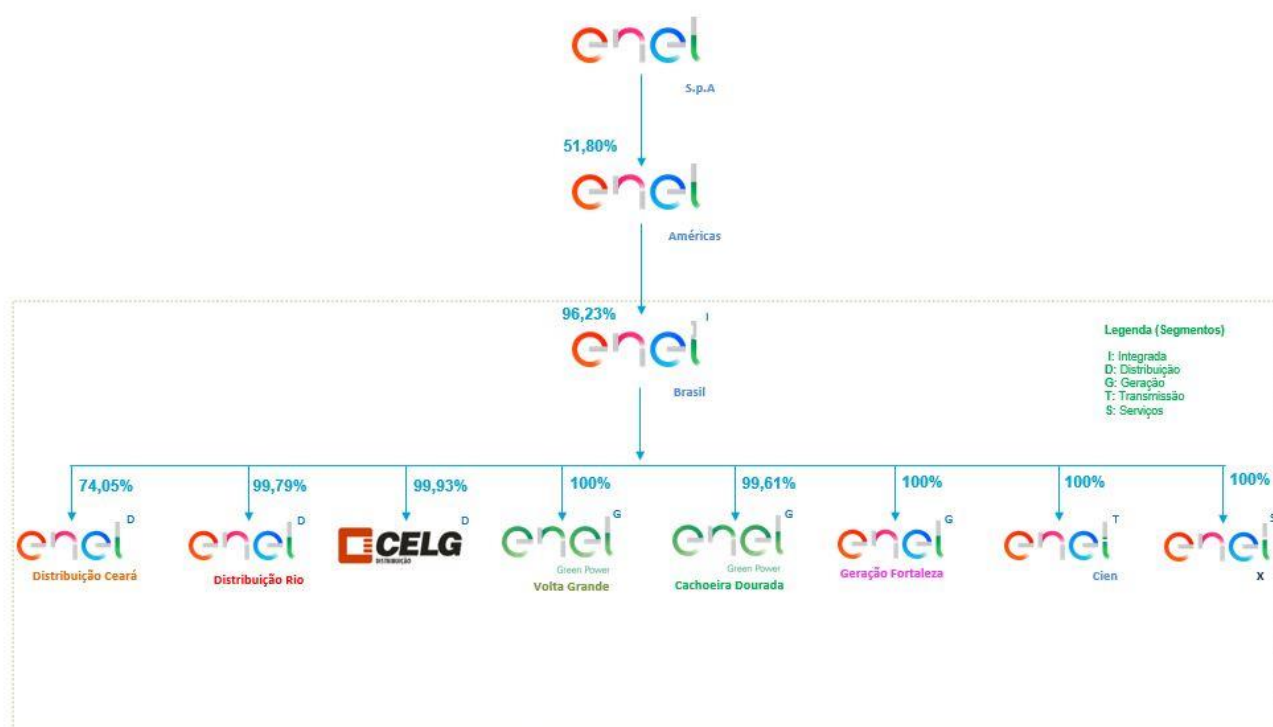 enel
S.p.A
51,80%
enel
Américas
96,23%
enel I
Brasil
Legenda (Segmentos)
I: Integrada
D: Distribuição
G: Geração
T: Transmissão
S: Serviços
74,05% 99,79% 99,93% 100% 99,61% 100% 100% 100%
enel D
Distribuição Ceará
enel D
Distribuição Rio
CELG D
DISTRIBUIÇÃO
enel G
Green Power
Volta Grande
enel G
Green Power
Cachoeira Dourada
enel G
Geração Fortaleza
enel T
Cien
enel S
X